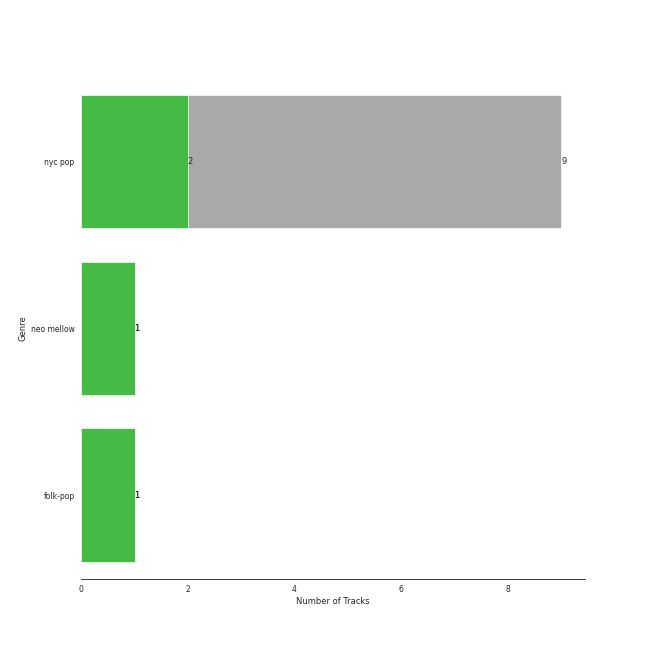 nyc pop
2
9
neo mellow
1
folk-pop
1
Genre
0 2 4 6 8
Number of Tracks